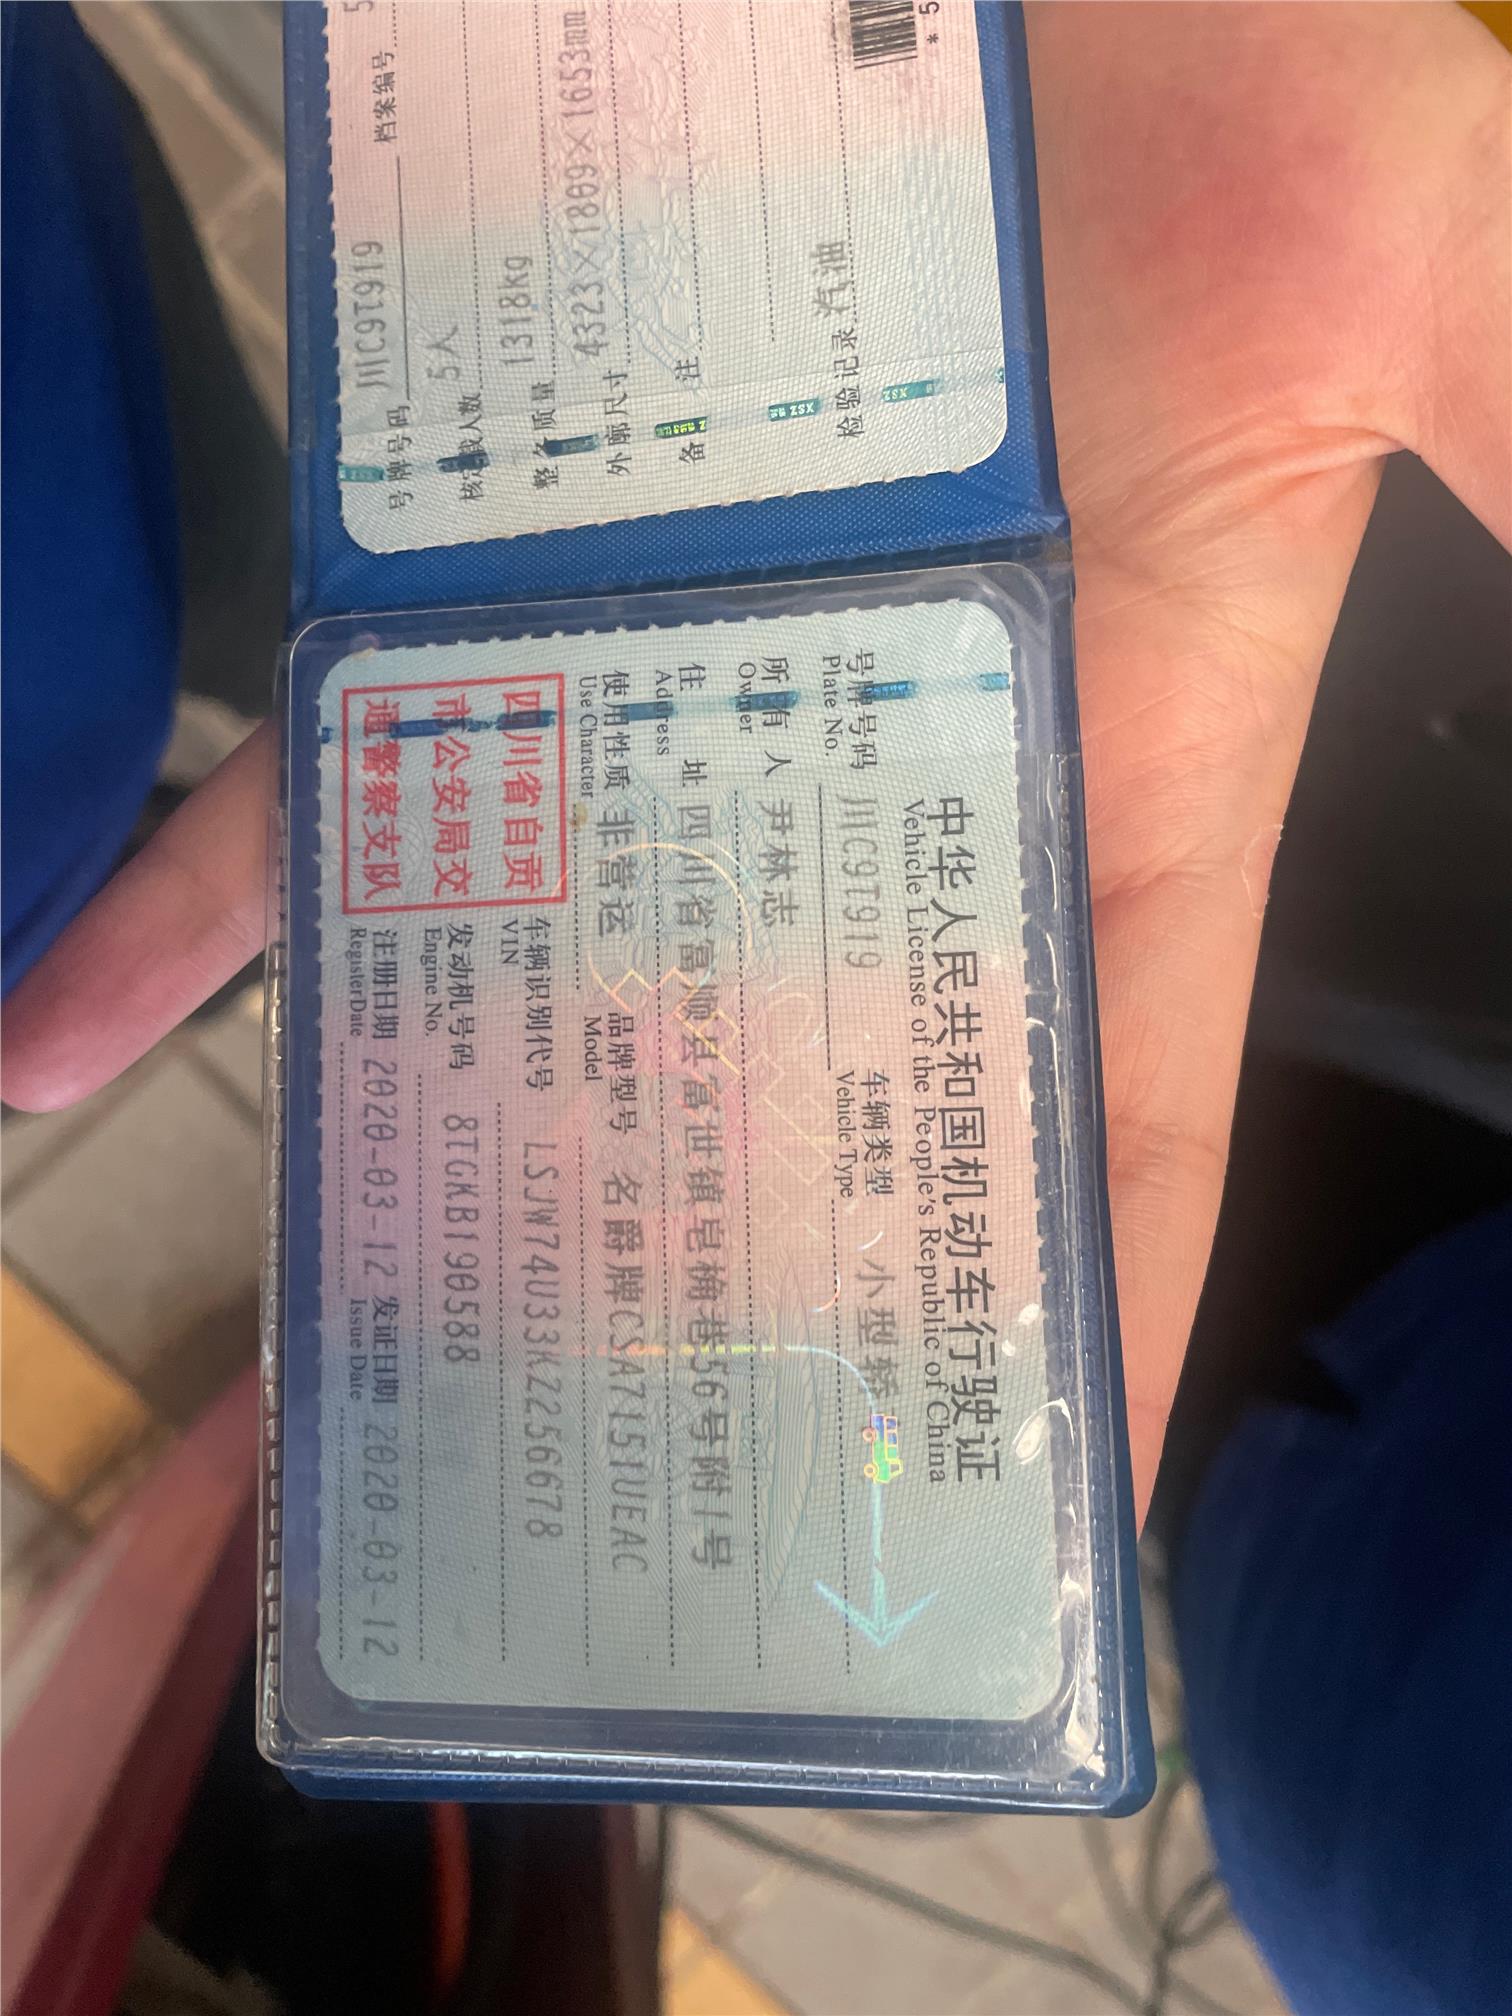 中华人民共和国机动车行驶证
Vehicle License of the People's Republic of China
号牌号码 川C9T919 车辆类型 小型轿
Plate No. Vehicle Type
所有人 尹林志
Owner
住址 四川省富顺县富世镇皂角巷56号附1号
Address
使用性质 非营运 品牌型号 名爵牌CSA7151UEAC
Use Character Model
四川省自贡
市公安局交
通警察支队
车辆识别代号 LSJW74U33KZ256678
VIN
发动机号码 8TGKB190588
Engine No.
注册日期 2020-03-12 发证日期 2020-03-12
Register Date Issue Date
号牌号码 川C9T919 档案编号 5
核定载人数 5人
整备质量 1318kg
外廓尺寸 4323×1809×1653mm
备注
检验记录 汽油
* 5